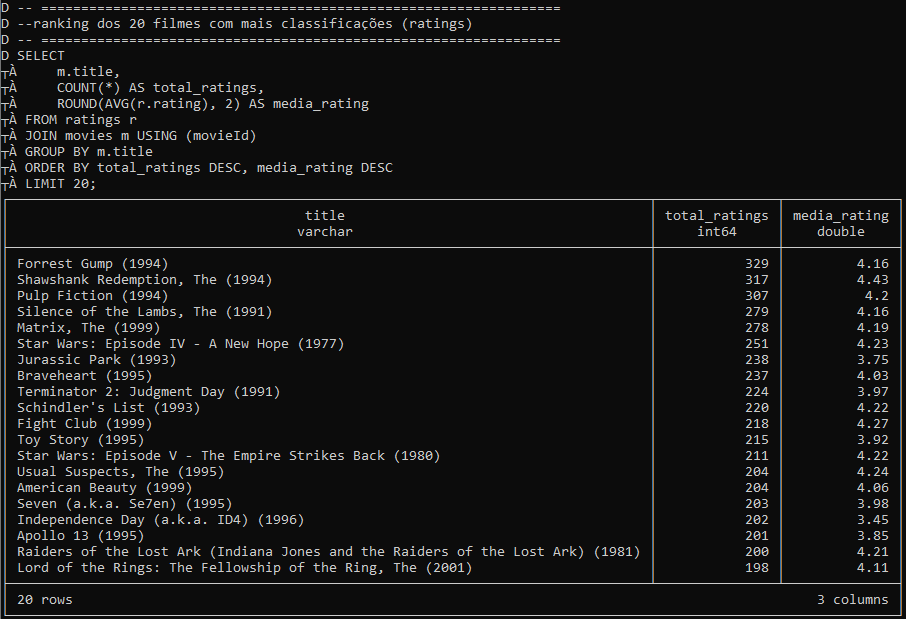 D -- ==================================================================
D --ranking dos 20 filmes com mais classificações (ratings)
D -- ==================================================================
D SELECT
┬À     m.title,
┬À     COUNT(*) AS total_ratings,
┬À     ROUND(AVG(r.rating), 2) AS media_rating
┬À FROM ratings r
┬À JOIN movies m USING (movieId)
┬À GROUP BY m.title
┬À ORDER BY total_ratings DESC, media_rating DESC
┬À LIMIT 20;
title total_ratings media_rating
varchar int64 double
Forrest Gump (1994) 329 4.16
Shawshank Redemption, The (1994) 317 4.43
Pulp Fiction (1994) 307 4.2
Silence of the Lambs, The (1991) 279 4.16
Matrix, The (1999) 278 4.19
Star Wars: Episode IV - A New Hope (1977) 251 4.23
Jurassic Park (1993) 238 3.75
Braveheart (1995) 237 4.03
Terminator 2: Judgment Day (1991) 224 3.97
Schindler's List (1993) 220 4.22
Fight Club (1999) 218 4.27
Toy Story (1995) 215 3.92
Star Wars: Episode V - The Empire Strikes Back (1980) 211 4.22
Usual Suspects, The (1995) 204 4.24
American Beauty (1999) 204 4.06
Seven (a.k.a. Se7en) (1995) 203 3.98
Independence Day (a.k.a. ID4) (1996) 202 3.45
Apollo 13 (1995) 201 3.85
Raiders of the Lost Ark (Indiana Jones and the Raiders of the Lost Ark) (1981) 200 4.21
Lord of the Rings: The Fellowship of the Ring, The (2001) 198 4.11
20 rows 3 columns